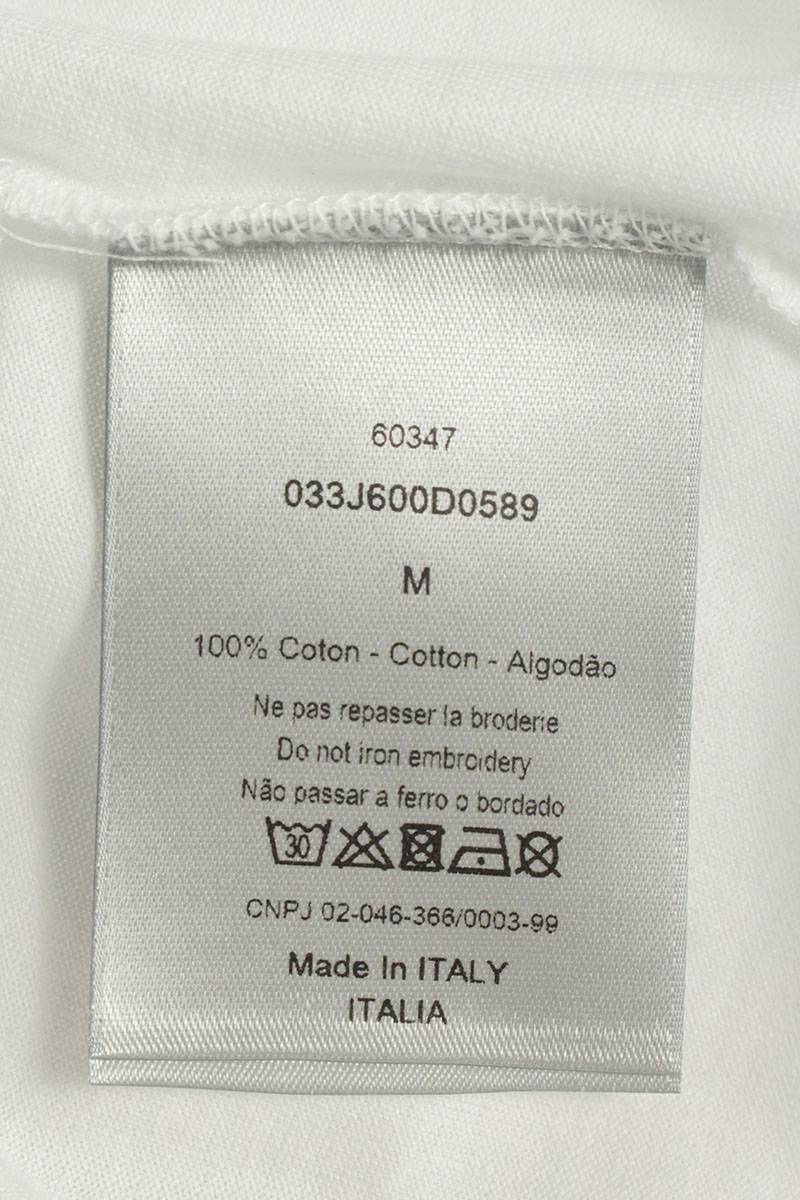 60347
033J600D0589
M
100% Coton - Cotton - Algodão
Ne pas repasser la broderie
Do not iron embroidery
Não passar a ferro o bordado
30
CNPJ 02-046-366/0003-99
Made In ITALY
ITALIA